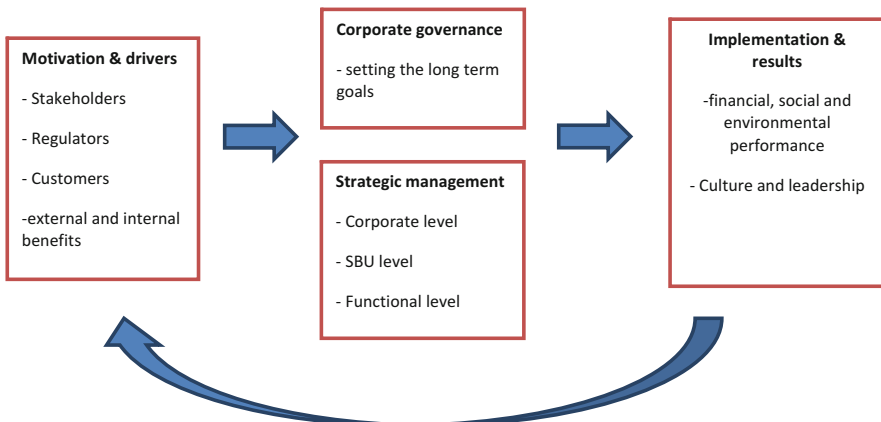 Motivation & drivers
- Stakeholders
- Regulators
- Customers
-external and internal
benefits
Corporate governance
- setting the long term
goals
Strategic management
- Corporate level
- SBU level
- Functional level
Implementation &
results
-financial, social and
environmental
performance
- Culture and leadership